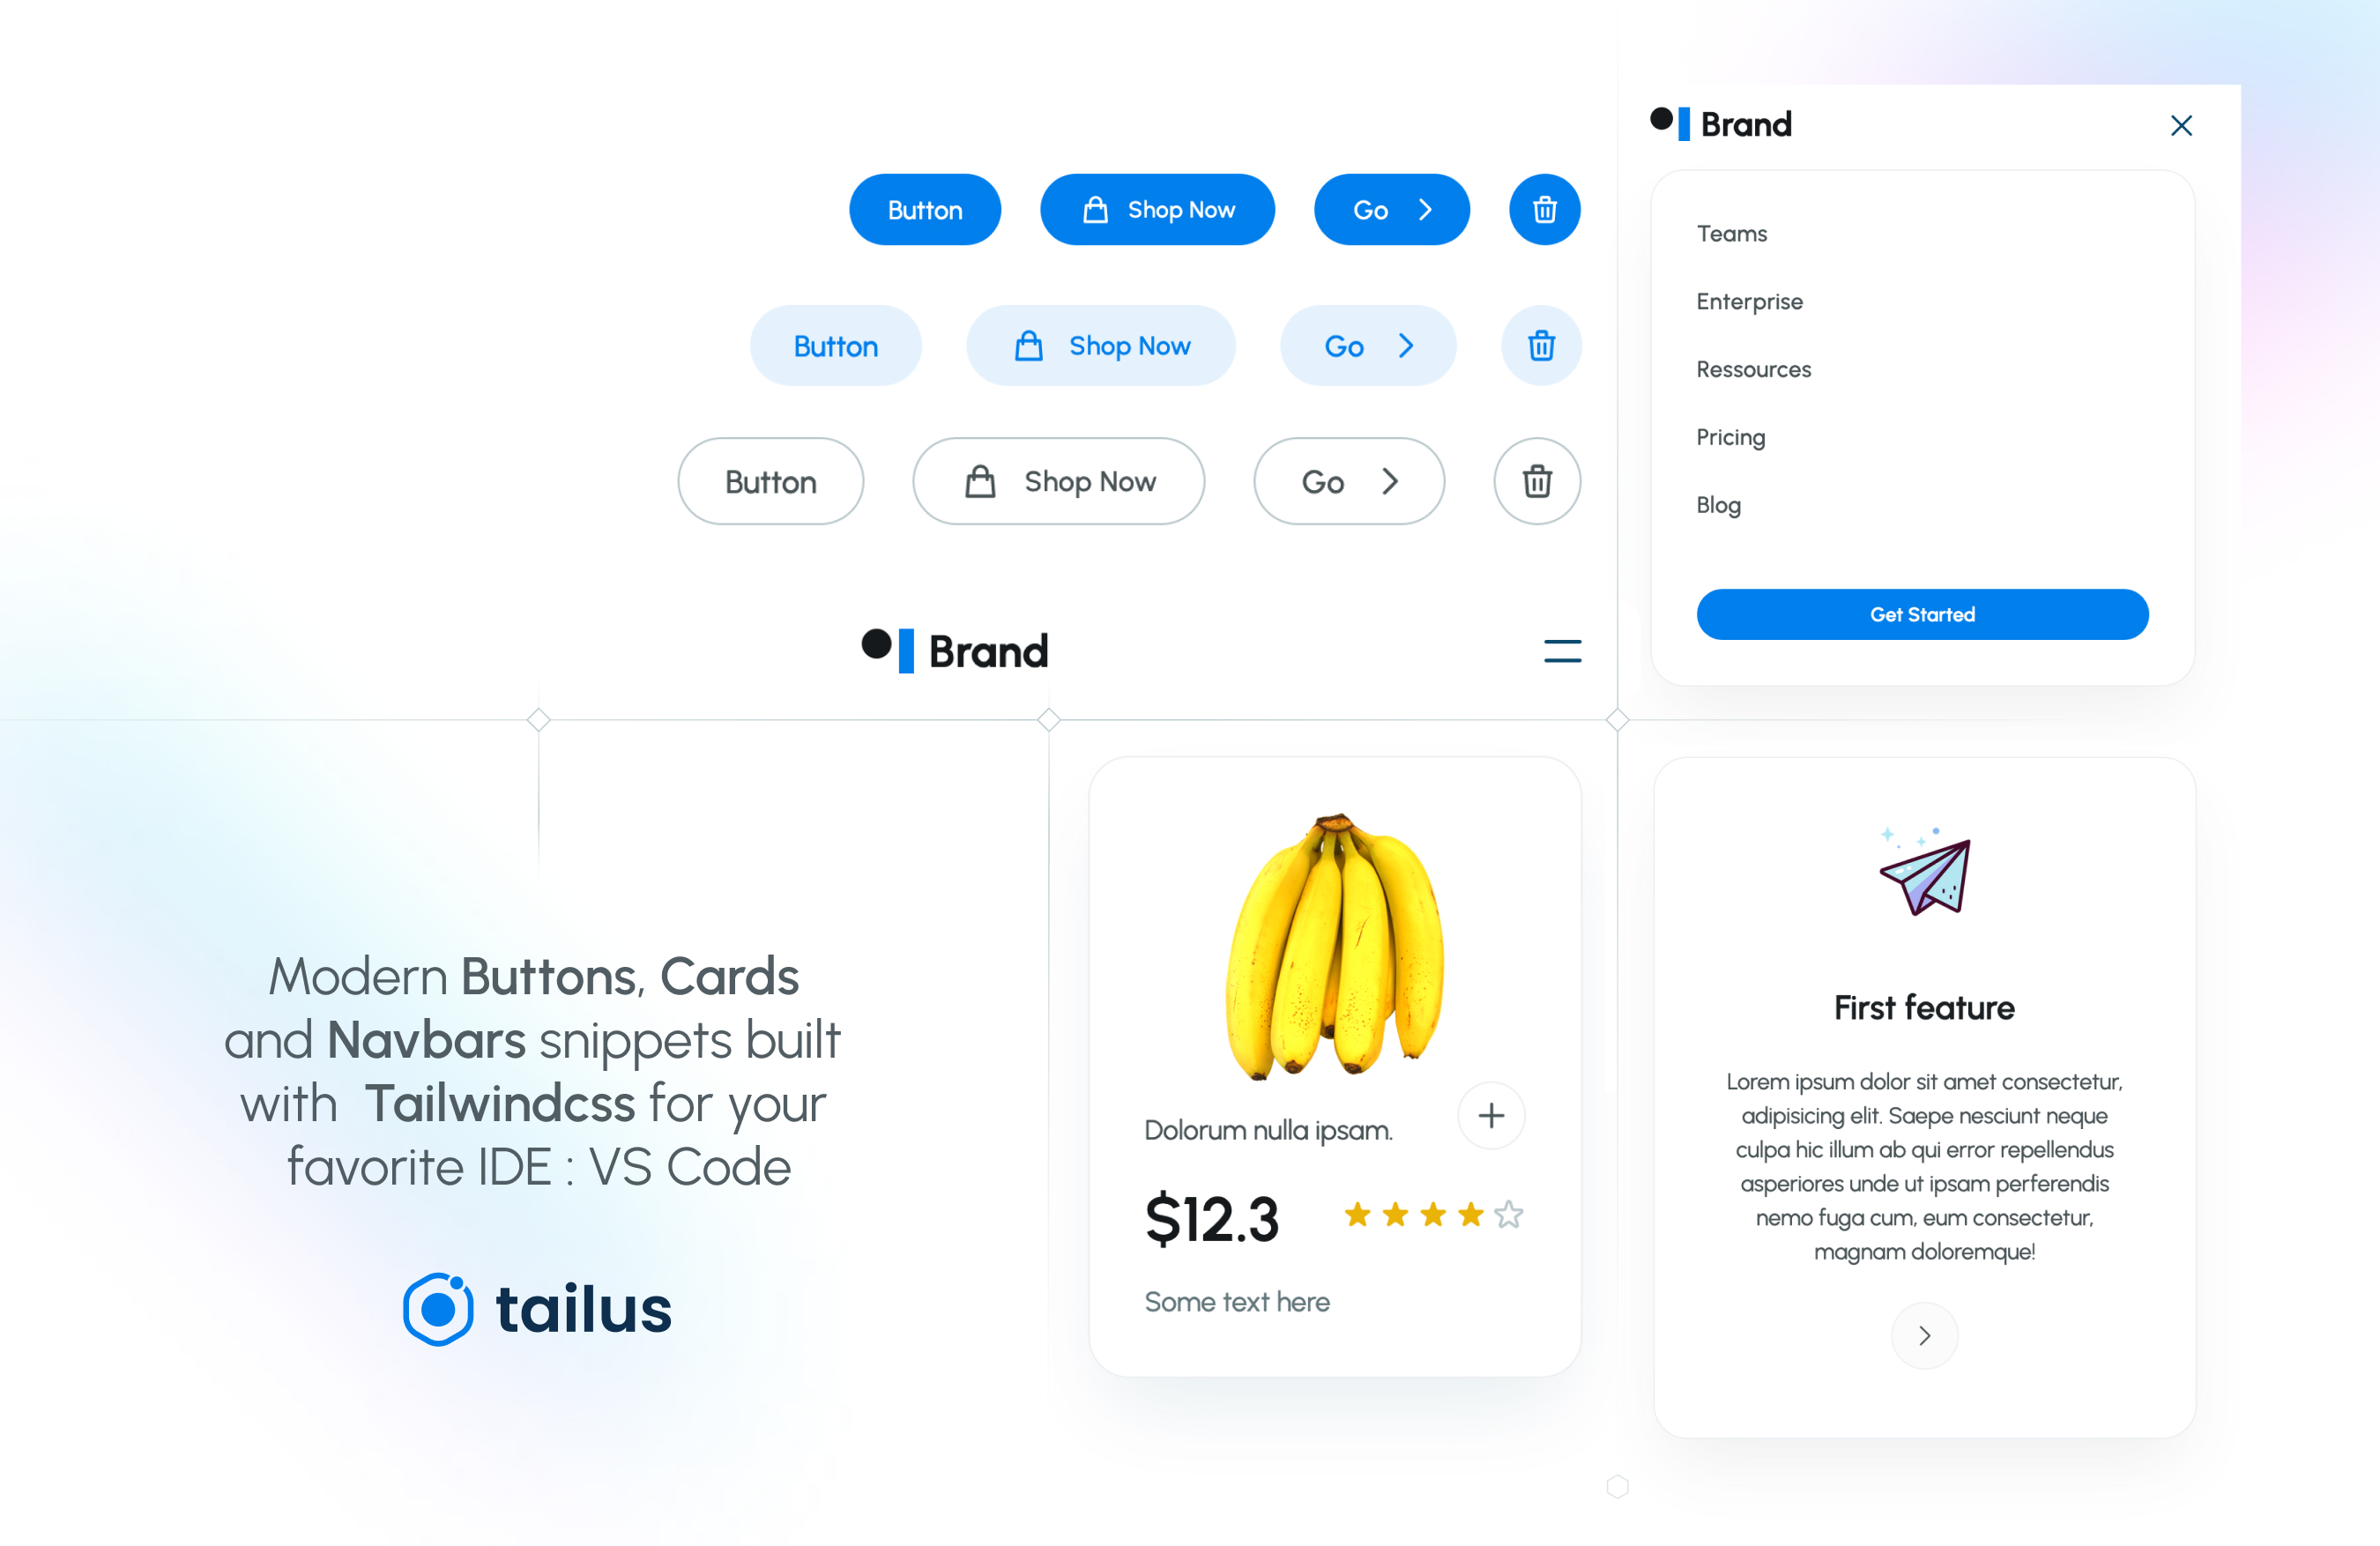 Button
Shop Now
Go
Button
Shop Now
Go
Button
Shop Now
Go
Brand
Brand
Teams
Enterprise
Ressources
Pricing
Blog
Get Started
Modern Buttons, Cards
and Navbars snippets built
with Tailwindcss for your
favorite IDE : VS Code
tailus
Dolorum nulla ipsam.
$12.3
Some text here
First feature
Lorem ipsum dolor sit amet consectetur,
adipisicing elit. Saepe nesciunt neque
culpa hic illum ab qui error repellendus
asperiores unde ut ipsam perferendis
nemo fuga cum, eum consectetur,
magnam doloremque!